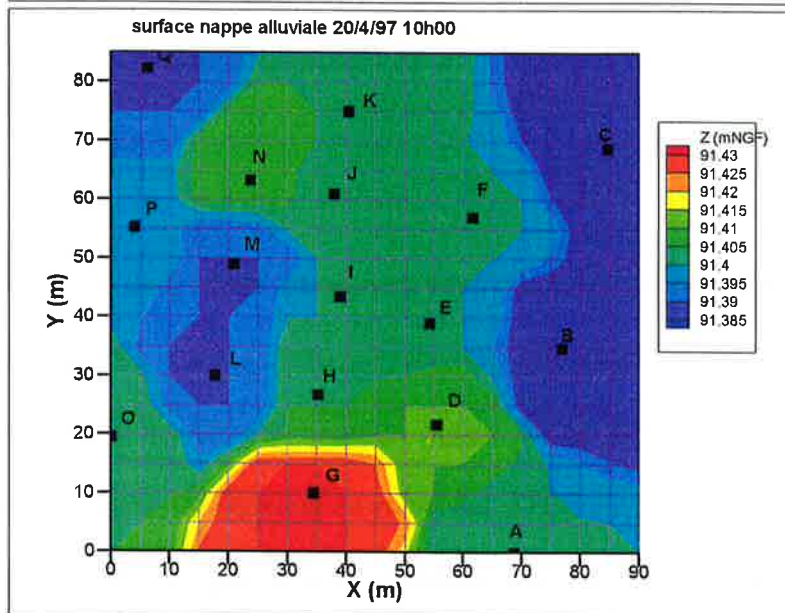 surface nappe alluviale 20/4/97 10h00
80
70
60
50
40
30
20
10
0
Y (m)
0 10 20 30 40 50 60 70 80 90
X (m)
Q
K
C
N
J
F
P
M
I
E
B
L
H
D
O
G
A
Z (mNGF)
91.43
91.425
91.42
91.415
91.41
91.405
91.4
91.395
91.39
91.385